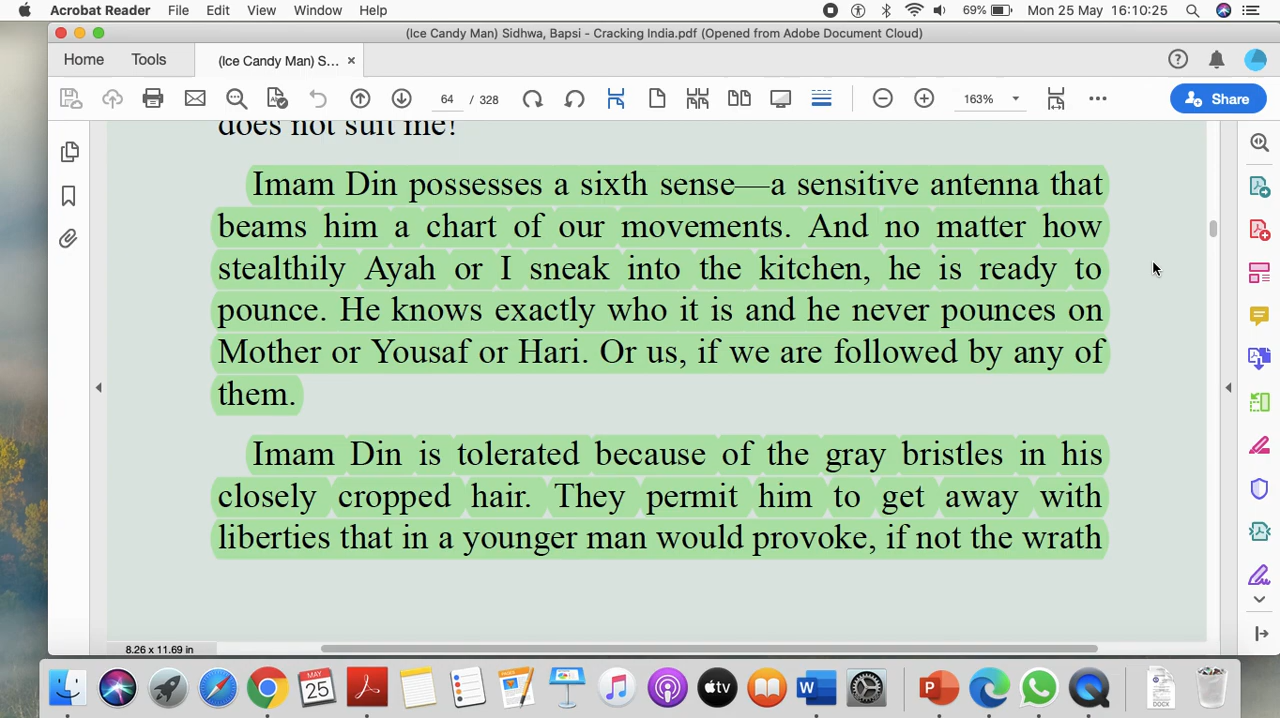 Acrobat Reader File Edit View Window Help 69% Mon 25 May 16:10:25
(Ice Candy Man) Sidhwa, Bapsi - Cracking India.pdf (Opened from Adobe Document Cloud)
Home Tools (Ice Candy Man) S... ×
64 / 328 163% Share
does not suit me!
Imam Din possesses a sixth sense—a sensitive antenna that
beams him a chart of our movements. And no matter how
stealthily Ayah or I sneak into the kitchen, he is ready to
pounce. He knows exactly who it is and he never pounces on
Mother or Yousaf or Hari. Or us, if we are followed by any of
them.
Imam Din is tolerated because of the gray bristles in his
closely cropped hair. They permit him to get away with
liberties that in a younger man would provoke, if not the wrath
8.26 x 11.69 in
MAY
25
tv
W
P
DOCX